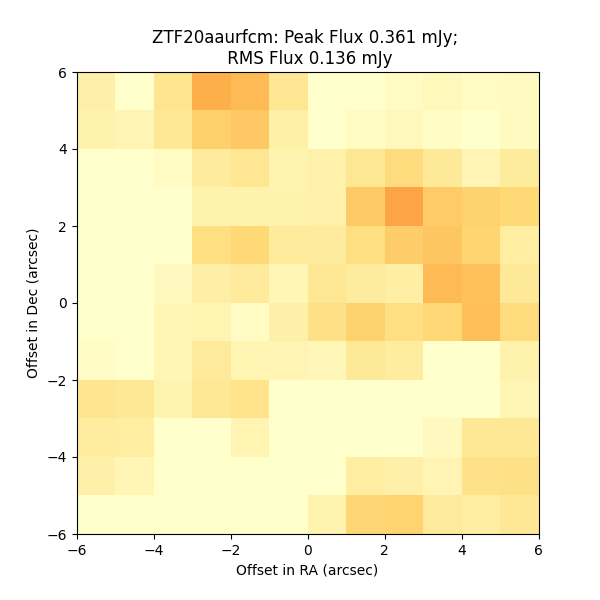 ZTF20aaurfcm: Peak Flux 0.361 mJy;
RMS Flux 0.136 mJy
6
4
2
0
−2
−4
−6
Offset in Dec (arcsec)
−6 −4 −2 0 2 4 6
Offset in RA (arcsec)